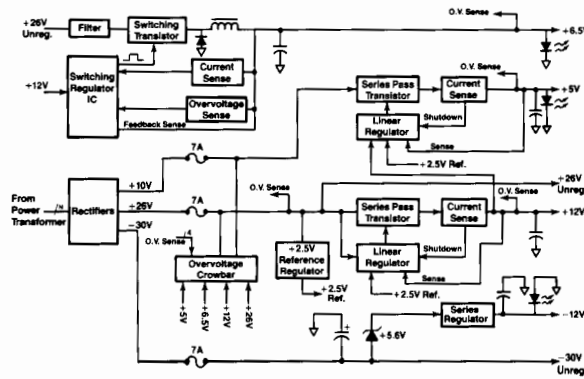 +26V
Unreg.
Filter
Switching
Transistor
O.V. Sense
+6.5V
+12V
Switching
Regulator
IC
Current
Sense
Overvoltage
Sense
Feedback Sense
Series Pass
Transistor
Current
Sense
O.V. Sense
+5V
Linear
Regulator
Shutdown
Sense
+2.5V Ref.
7A
+10V
+26V
Unreg.
From
Power
Transformer
Rectifiers
+26V
7A
O.V. Sense
Series Pass
Transistor
Current
Sense
O.V. Sense
+12V
-30V
O.V. Sense
4
Overvoltage
Crowbar
+2.5V
Reference
Regulator
Linear
Regulator
Shutdown
Sense
+2.5V
Ref.
+2.5V Ref.
+5V
+6.5V
+12V
+26V
Series
Regulator
-12V
+
+5.6V
7A
-30V
Unreg.